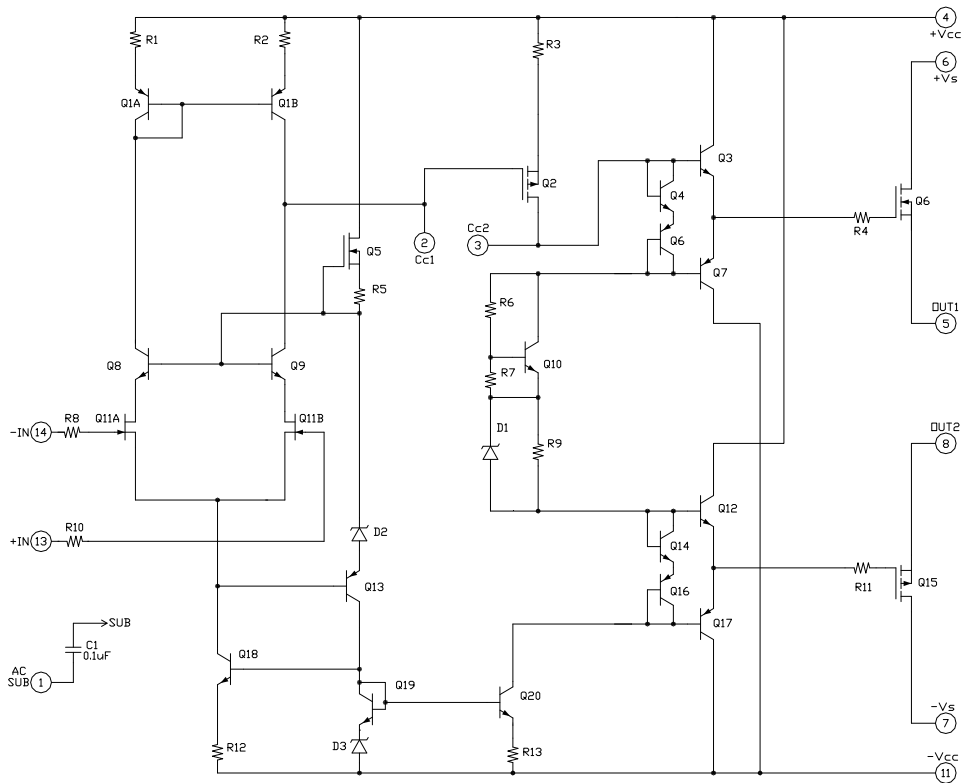 4
+Vcc
R1
R2
R3
6
+Vs
Q1A
Q1B
Q3
Q2
Q4
Q6
R4
2
Cc1
Cc2
3
Q5
Q6
Q7
R5
R6
OUT1
5
Q8
Q9
R7
Q10
Q11A
Q11B
R8
-IN
14
D1
R9
OUT2
8
Q12
+IN
13
R10
D2
Q14
Q13
Q16
R11
Q15
SUB
C1
0.1uF
Q17
AC
SUB
1
Q18
Q19
Q20
-Vs
7
R12
D3
R13
-Vcc
11